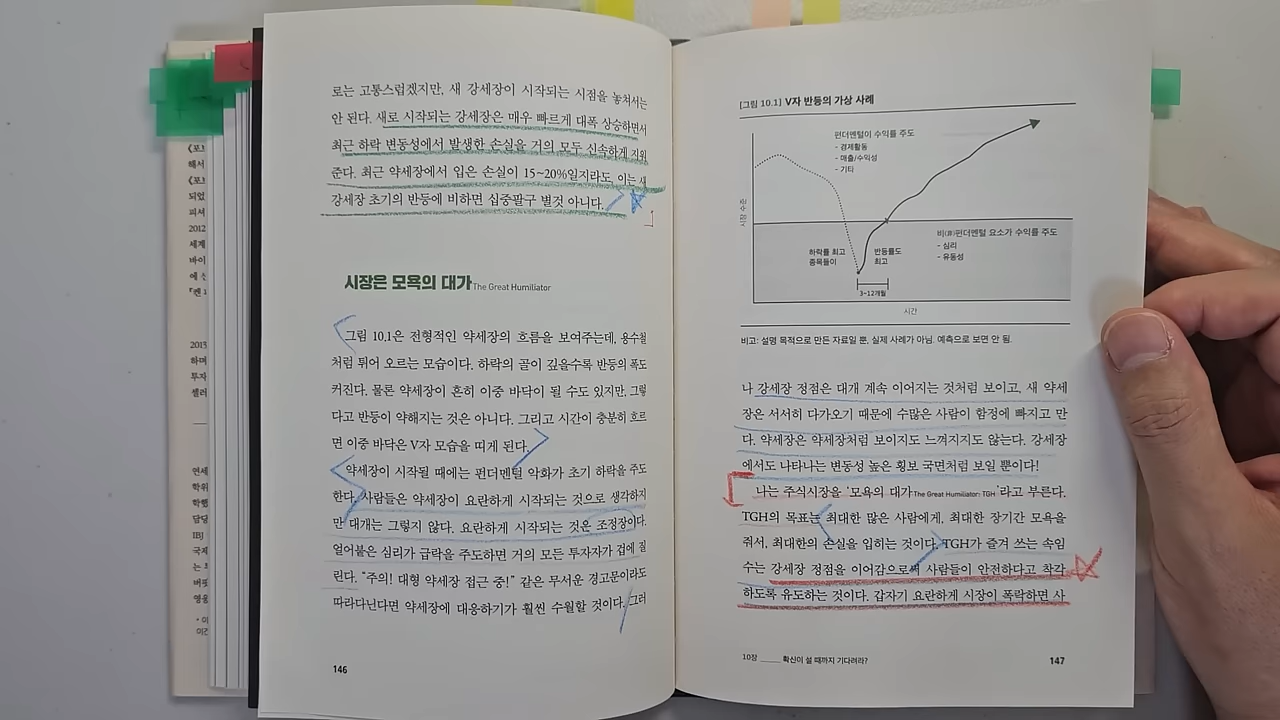 로는 고통스럽겠지만, 새 강세장이 시작되는 시점을 놓쳐서는
안 된다. 새로 시작되는 강세장은 매우 빠르게 대폭 상승하면서
최근 하락 변동성에서 발생한 손실을 거의 모두 신속하게 지워
준다. 최근 약세장에서 입은 손실이 15~20%일지라도, 이는 새
강세장 초기의 반등에 비하면 십중팔구 별것 아니다.
시장은 모욕의 대가 The Great Humiliator
그림 10.1은 전형적인 약세장의 흐름을 보여주는데, 용수철
처럼 튀어 오르는 모습이다. 하락의 골이 깊을수록 반등의 폭도
커진다. 물론 약세장이 흔히 이중 바닥이 될 수도 있지만, 그렇
다고 반등이 약해지는 것은 아니다. 그리고 시간이 충분히 흐르
면 이중 바닥은 V자 모습을 띠게 된다.
약세장이 시작될 때에는 펀더멘털 악화가 초기 하락을 주도
한다. 사람들은 약세장이 요란하게 시작되는 것으로 생각하지
만 대개는 그렇지 않다. 요란하게 시작되는 것은 조정장이다.
얼어붙은 심리가 급락을 주도하면 거의 모든 투자자가 겁에 질
린다. “주의! 대형 약세장 접근 중!” 같은 무서운 경고문이라도
따라다닌다면 약세장에 대응하기가 훨씬 수월할 것이다. 그러
146
[그림 10.1] V자 반등의 가상 사례
펀더멘털이 수익률 주도
- 경제활동
- 매출/수익성
- 기타
시장 수준
비(非)펀더멘털 요소가 수익률 주도
- 심리
- 유동성
하락률 최고
종목들이
반등률도
최고
3~12개월
시간
비고: 설명 목적으로 만든 자료일 뿐, 실제 사례가 아님. 예측으로 보면 안 됨.
나 강세장 정점은 대개 계속 이어지는 것처럼 보이고, 새 약세
장은 서서히 다가오기 때문에 수많은 사람이 함정에 빠지고 만
다. 약세장은 약세장처럼 보이지도 느껴지지도 않는다. 강세장
에서도 나타나는 변동성 높은 횡보 국면처럼 보일 뿐이다!
나는 주식시장을 ‘모욕의 대가The Great Humiliator: TGH’라고 부른다.
TGH의 목표는 최대한 많은 사람에게, 최대한 장기간 모욕을
줘서, 최대한의 손실을 입히는 것이다. TGH가 즐겨 쓰는 속임
수는 강세장 정점을 이어감으로써 사람들이 안전하다고 착각
하도록 유도하는 것이다. 갑자기 요란하게 시장이 폭락하면 사
10장 ____ 확신이 설 때까지 기다려라?
147